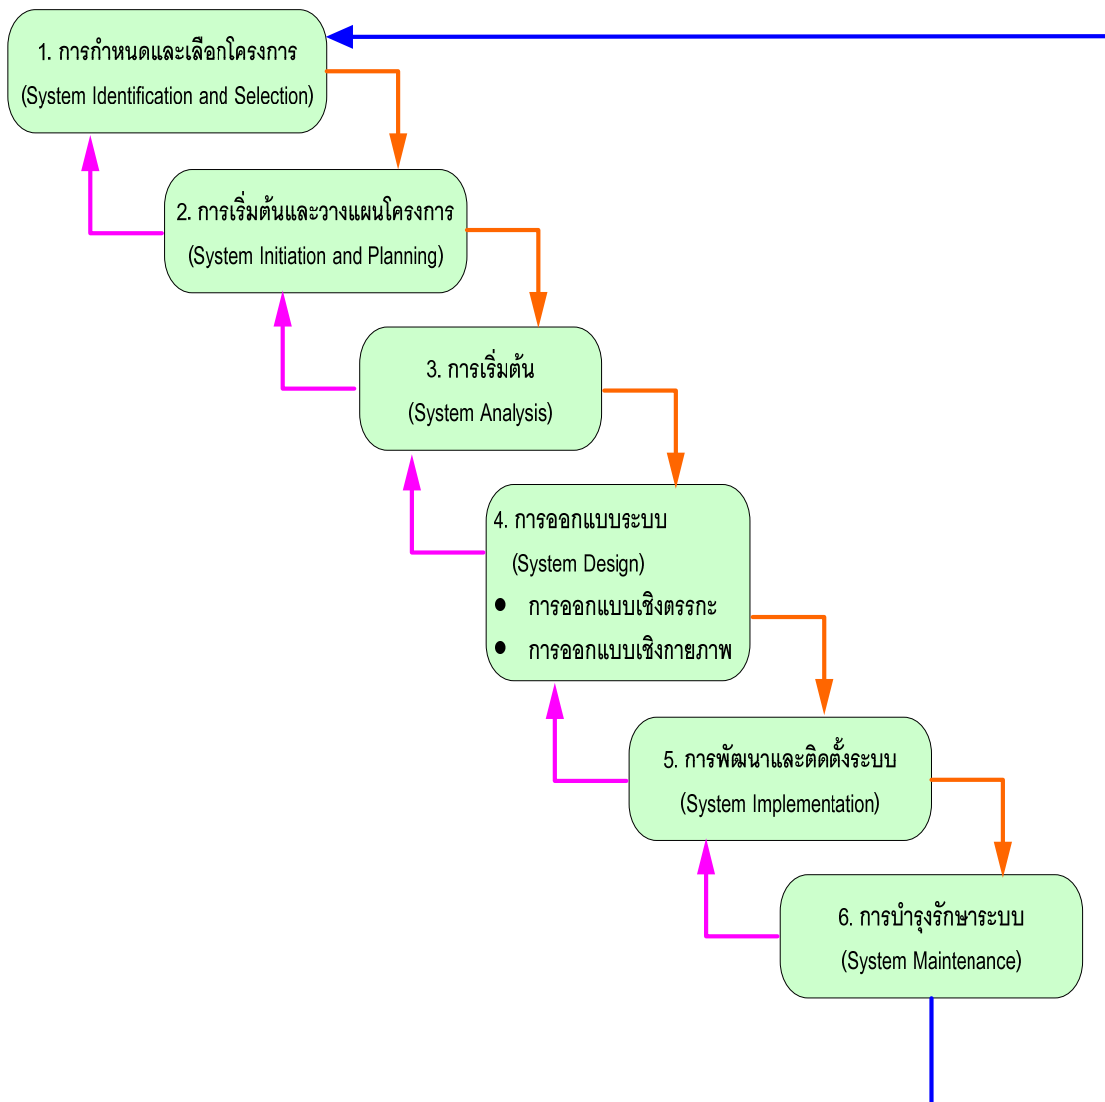 1. การกำหนดและเลือกโครงการ
(System Identification and Selection)
2. การเริ่มต้นและวางแผนโครงการ
(System Initiation and Planning)
3. การเริ่มต้น
(System Analysis)
4. การออกแบบระบบ
(System Design)
● การออกแบบเชิงตรรกะ
● การออกแบบเชิงกายภาพ
5. การพัฒนาและติดตั้งระบบ
(System Implementation)
6. การบำรุงรักษาระบบ
(System Maintenance)